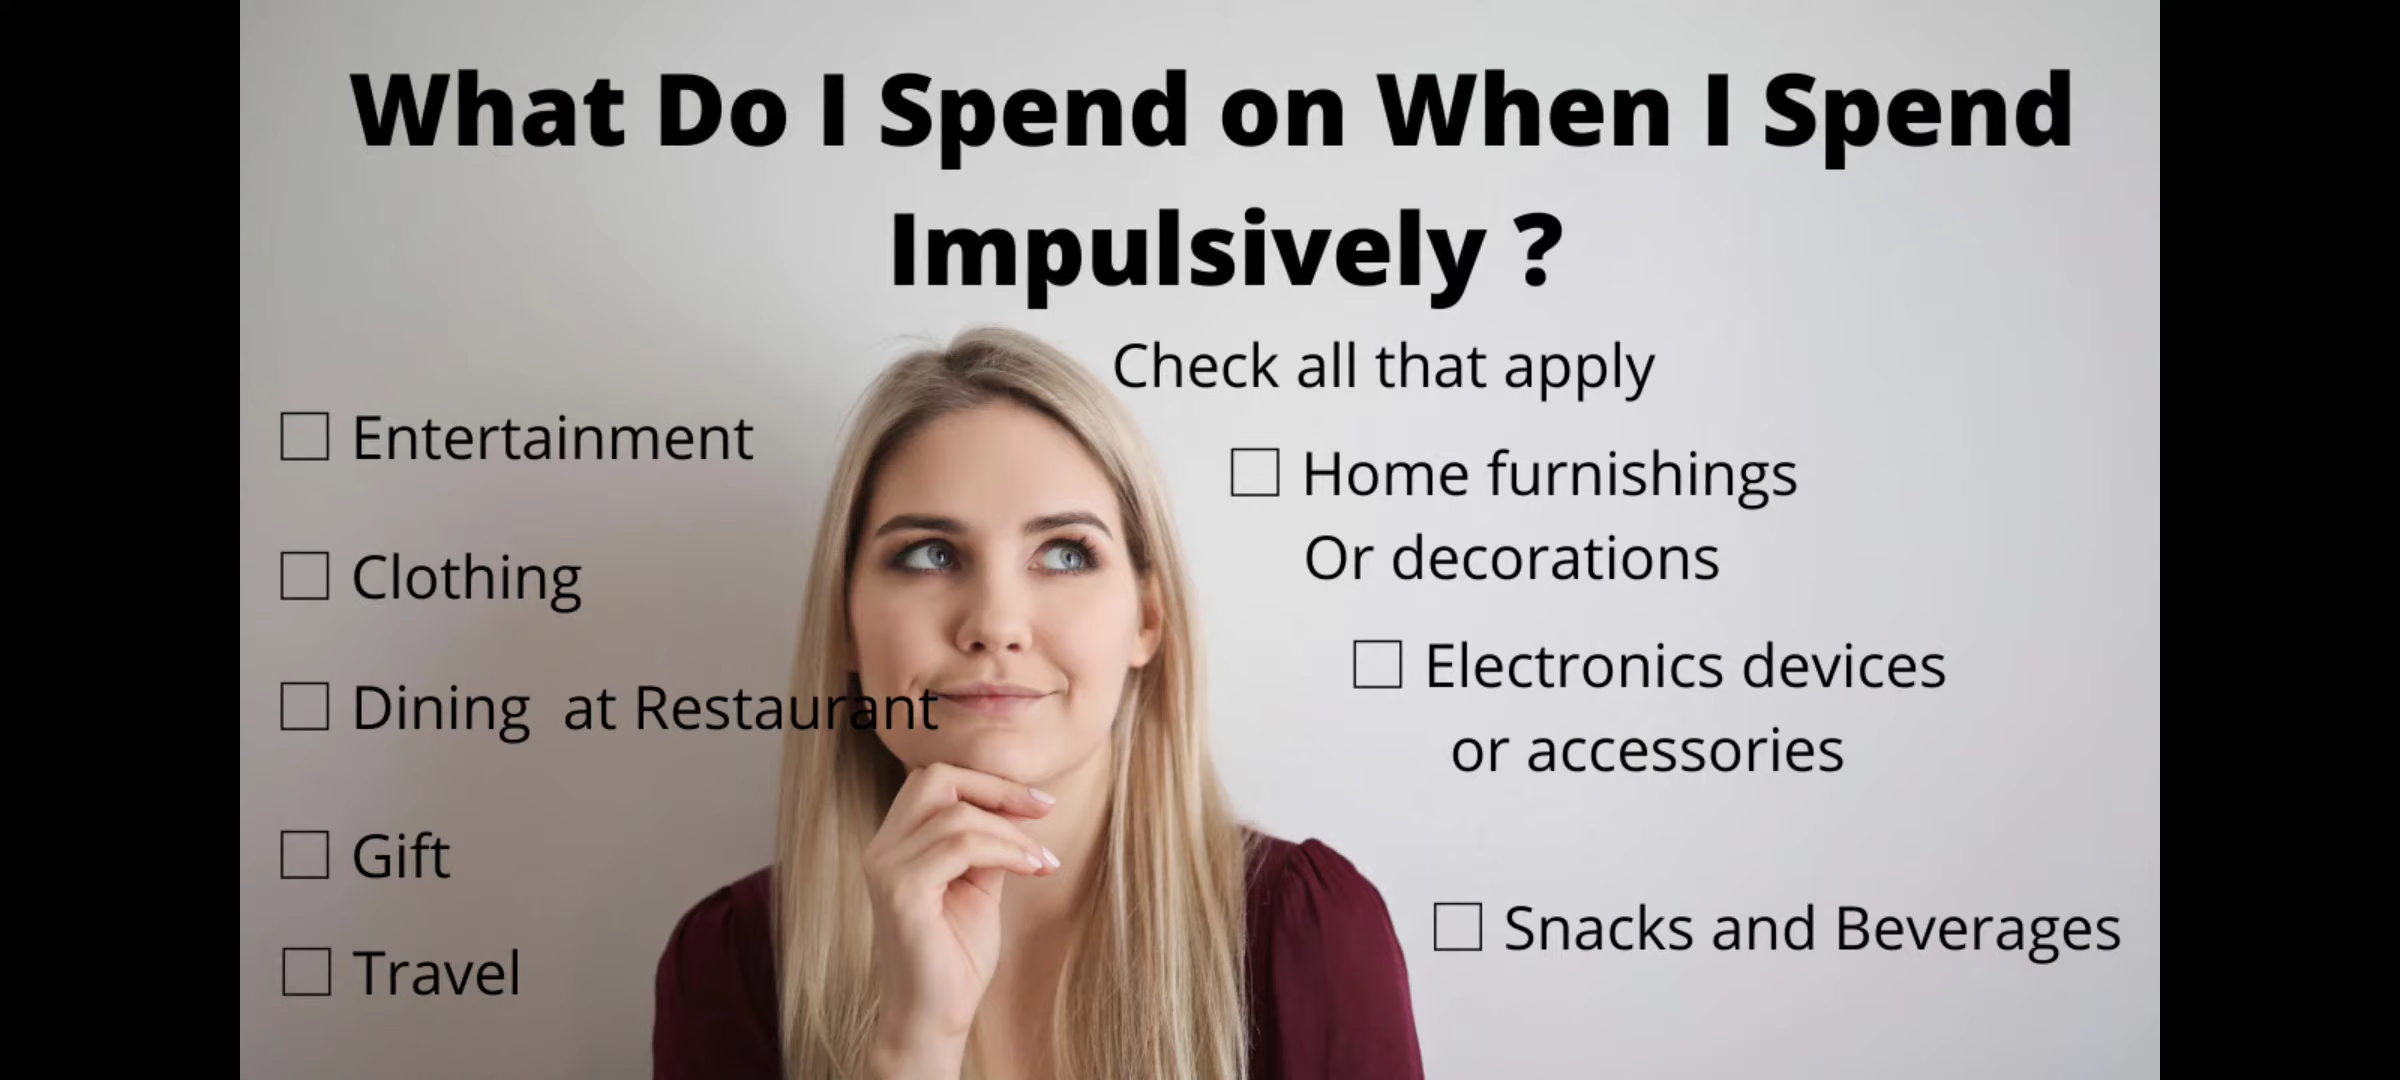 What Do I Spend on When I Spend
Impulsively ?
Check all that apply
☐ Entertainment
☐ Clothing
☐ Dining  at Restaurant
☐ Gift
☐ Travel
☐ Home furnishings
Or decorations
☐ Electronics devices
or accessories
☐ Snacks and Beverages